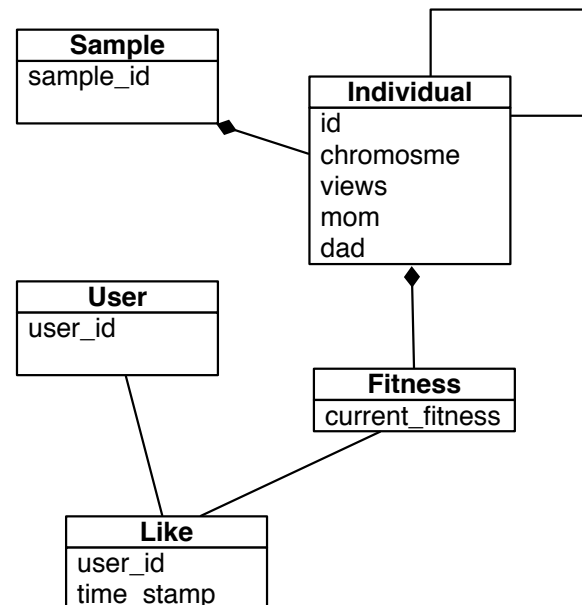 Sample
sample_id
Individual
id
chromosme
views
mom
dad
User
user_id
Fitness
current_fitness
Like
user_id
time_stamp